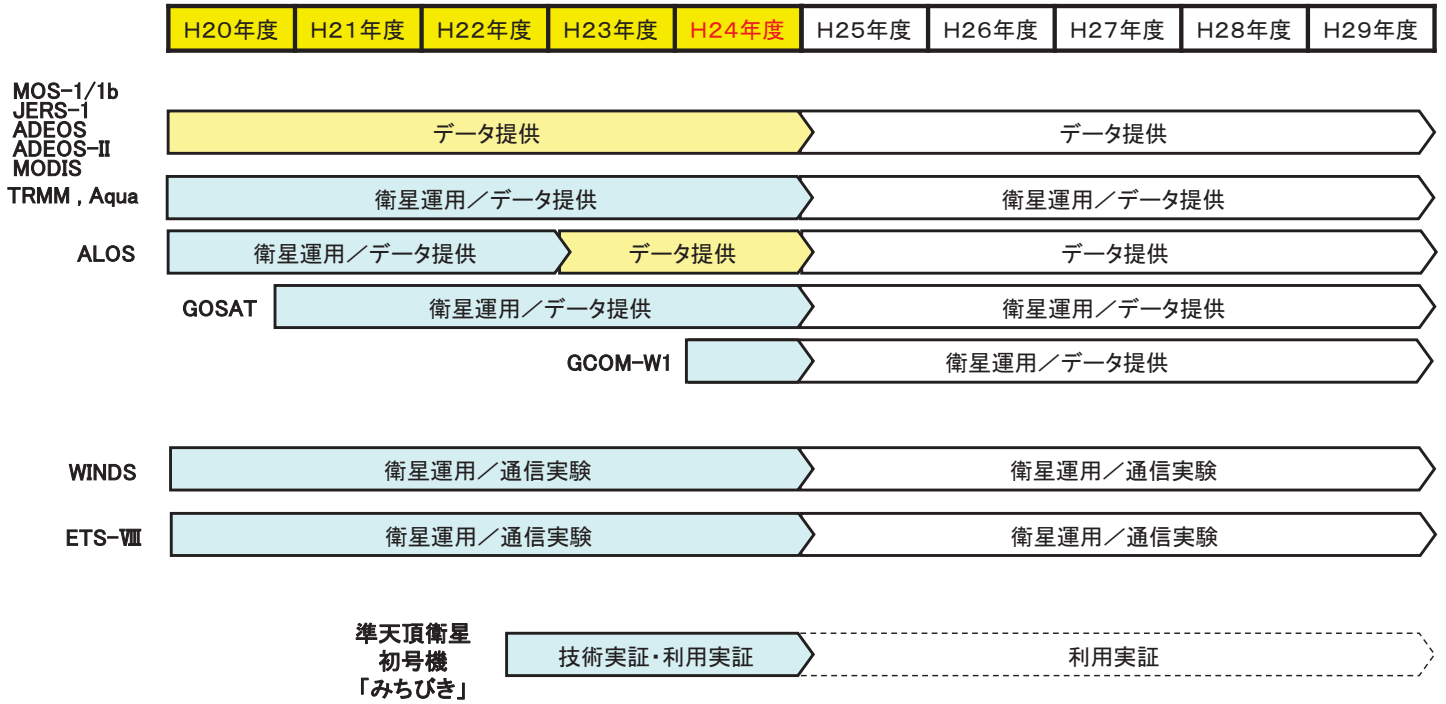 H20年度 H21年度 H22年度 H23年度 H24年度 H25年度 H26年度 H27年度 H28年度 H29年度
MOS-1/1b
JERS-1
ADEOS
ADEOS-Ⅱ
MODIS
データ提供 データ提供
TRMM , Aqua 衛星運用／データ提供 衛星運用／データ提供
ALOS 衛星運用／データ提供 データ提供 データ提供
GOSAT 衛星運用／データ提供 衛星運用／データ提供
GCOM-W1 衛星運用／データ提供
WINDS 衛星運用／通信実験 衛星運用／通信実験
ETS-Ⅷ 衛星運用／通信実験 衛星運用／通信実験
準天頂衛星
初号機
「みちびき」
技術実証・利用実証 利用実証